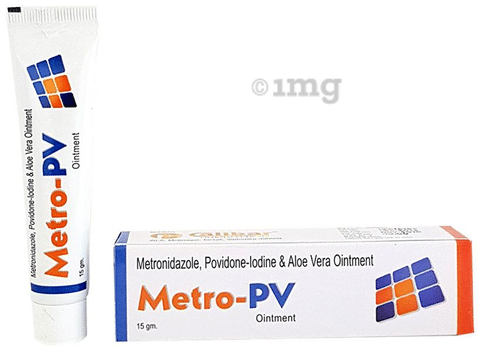 Metronidazole, Povidone-Iodine & Aloe Vera Ointment
Metro-PV
Ointment
15 gm.
© 1mg
Calibar
Metronidazole, Povidone-Iodine & Aloe Vera Ointment
Metro-PV
Ointment
15 gm.